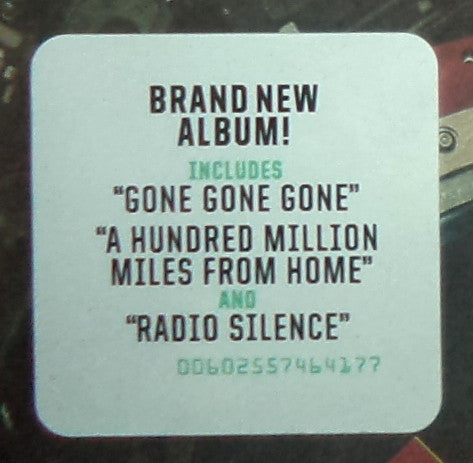 BRAND NEW
ALBUM!
INCLUDES
“GONE GONE GONE”
“A HUNDRED MILLION
MILES FROM HOME”
AND
“RADIO SILENCE”
00602557464177